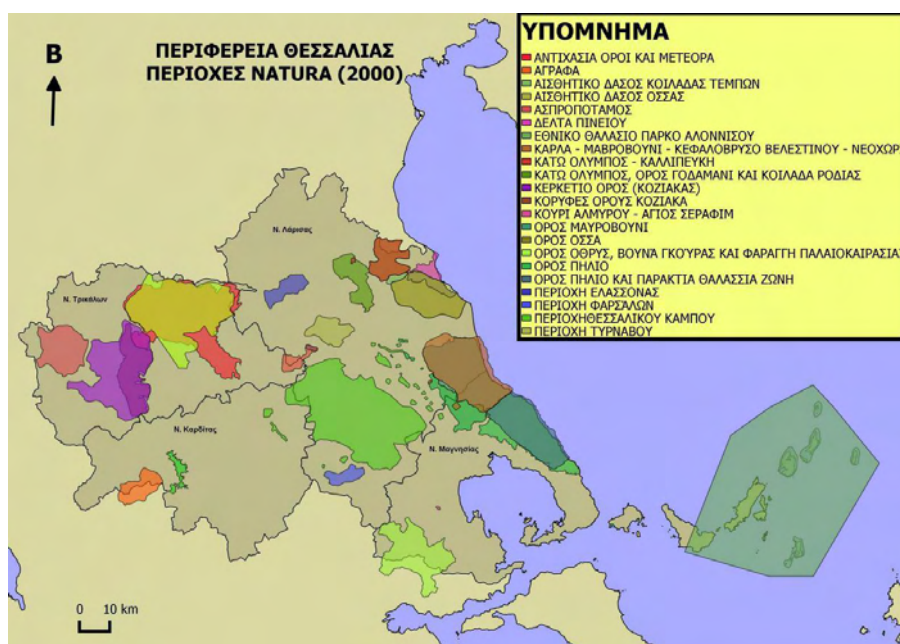 ΠΕΡΙΦΕΡΕΙΑ ΘΕΣΣΑΛΙΑΣ
ΠΕΡΙΟΧΕΣ NATURA (2000)
Β
ΥΠΟΜΝΗΜΑ
ΑΝΤΙΧΑΣΙΑ ΟΡΟΙ ΚΑΙ ΜΕΤΕΟΡΑ
ΑΓΡΑΦΑ
ΑΙΣΘΗΤΙΚΟ ΔΑΣΟΣ ΚΟΙΛΑΔΑΣ ΤΕΜΠΩΝ
ΑΙΣΘΗΤΙΚΟ ΔΑΣΟΣ ΟΣΣΑΣ
ΑΣΠΡΟΠΟΤΑΜΟΣ
ΔΕΛΤΑ ΠΙΝΕΙΟΥ
ΕΘΝΙΚΟ ΘΑΛΑΣΙΟ ΠΑΡΚΟ ΑΛΟΝΝΙΣΟΥ
ΚΑΡΛΑ - ΜΑΥΡΟΒΟΥΝΙ - ΚΕΦΑΛΟΒΡΥΣΟ ΒΕΛΕΣΤΙΝΟΥ - ΝΕΟΧΩΡ
ΚΑΤΩ ΟΛΥΜΠΟΣ - ΚΑΛΛΙΠΕΥΚΗ
ΚΑΤΩ ΟΛΥΜΠΟΣ, ΟΡΟΣ ΓΟΔΑΜΑΝΙ ΚΑΙ ΚΟΙΛΑΔΑ ΡΟΔΙΑΣ
ΚΕΡΚΕΤΙΟ ΟΡΟΣ (ΚΟΖΙΑΚΑΣ)
ΚΟΡΥΦΕΣ ΟΡΟΥΣ ΚΟΖΙΑΚΑ
ΚΟΥΡΙ ΑΛΜΥΡΟΥ - ΑΓΙΟΣ ΣΕΡΑΦΙΜ
ΟΡΟΣ ΜΑΥΡΟΒΟΥΝΙ
ΟΡΟΣ ΟΣΣΑ
ΟΡΟΣ ΟΘΡΥΣ, ΒΟΥΝΑ ΓΚΟΥΡΑΣ ΚΑΙ ΦΑΡΑΓΓΗ ΠΑΛΑΙΟΚΑΙΡΑΣΙΑΣ
ΟΡΟΣ ΠΗΛΙΟ
ΟΡΟΣ ΠΗΛΙΟ ΚΑΙ ΠΑΡΑΚΤΙΑ ΘΑΛΑΣΣΙΑ ΖΩΝΗ
ΠΕΡΙΟΧΗ ΕΛΑΣΣΟΝΑΣ
ΠΕΡΙΟΧΗ ΦΑΡΣΑΛΩΝ
ΠΕΡΙΟΧΗΘΕΣΣΑΛΙΚΟΥ ΚΑΜΠΟΥ
ΠΕΡΙΟΧΗ ΤΥΡΝΑΒΟΥ
Ν. Λάρισας
Ν. Τρικάλων
Ν. Καρδίτας
Ν. Μαγνησίας
0 10 km